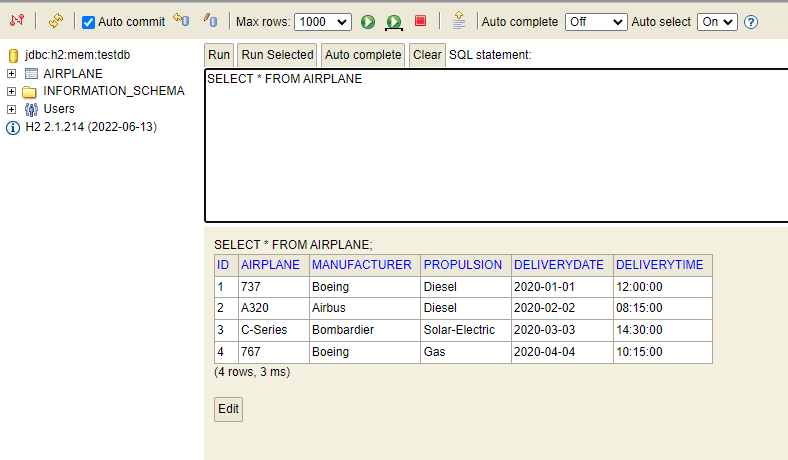 Auto commit Max rows: 1000 Auto complete Off Auto select On
jdbc:h2:mem:testdb
AIRPLANE
INFORMATION_SCHEMA
Users
H2 2.1.214 (2022-06-13)
Run Run Selected Auto complete Clear SQL statement:
SELECT * FROM AIRPLANE
SELECT * FROM AIRPLANE;
ID AIRPLANE MANUFACTURER PROPULSION DELIVERYDATE DELIVERYTIME
1 737 Boeing Diesel 2020-01-01 12:00:00
2 A320 Airbus Diesel 2020-02-02 08:15:00
3 C-Series Bombardier Solar-Electric 2020-03-03 14:30:00
4 767 Boeing Gas 2020-04-04 10:15:00
(4 rows, 3 ms)
Edit